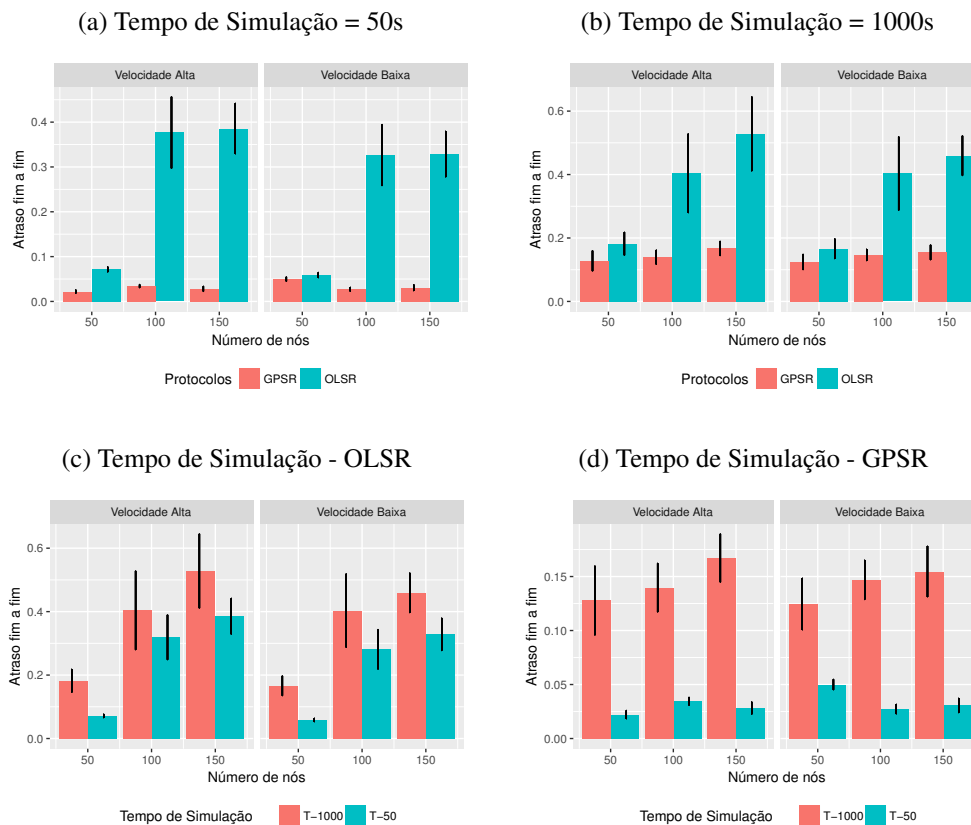 (a) Tempo de Simulação = 50s
Velocidade Alta
Velocidade Baixa
Atraso fim a fim
0.4
0.3
0.2
0.1
0.0
50
100
150
50
100
150
Número de nós
Protocolos GPSR OLSR
(b) Tempo de Simulação = 1000s
Velocidade Alta
Velocidade Baixa
Atraso fim a fim
0.6
0.4
0.2
0.0
50
100
150
50
100
150
Número de nós
Protocolos GPSR OLSR
(c) Tempo de Simulação - OLSR
Velocidade Alta
Velocidade Baixa
Atraso fim a fim
0.6
0.4
0.2
0.0
50
100
150
50
100
150
Número de nós
Tempo de Simulação T−1000 T−50
(d) Tempo de Simulação - GPSR
Velocidade Alta
Velocidade Baixa
Atraso fim a fim
0.15
0.10
0.05
0.00
50
100
150
50
100
150
Número de nós
Tempo de Simulação T−1000 T−50